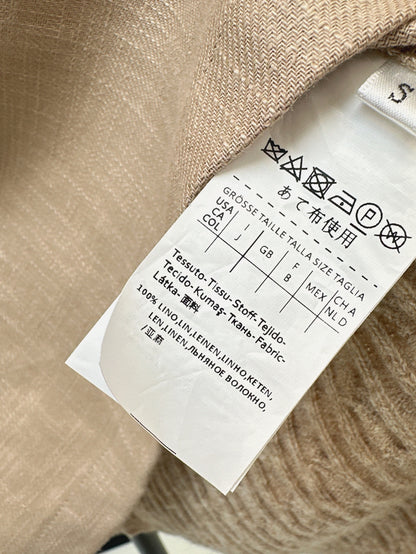 S
P
あて布使用
GRÖSSE TAILLE TALLA SIZE TAGLIA
USA CA COL
I J
GB
F B
MEX
CH A NL D
Tessuto-Tissu-Stoff-Tejido-
Tecido-Kumaş-Ткань-Fabric-
Látka-面料
100% LINO,LIN,LEINEN,LINHO,KETEN,
LEN,LINEN,ЛЬНЯНОЕ ВОЛОКНО,
/亚麻